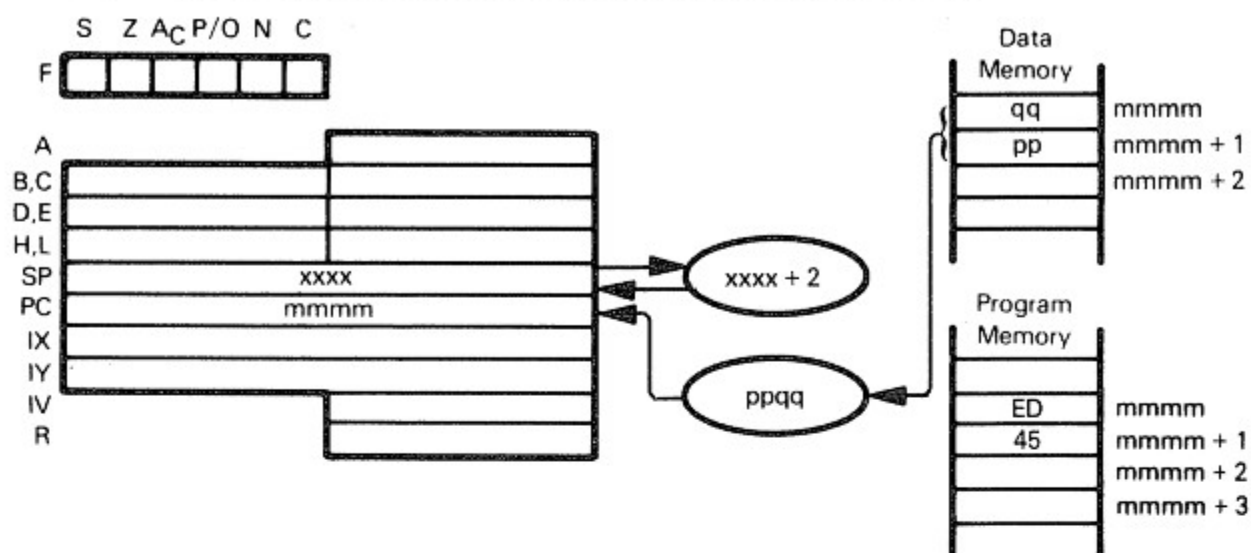 S Z AC P/O N C
F
A
B,C
D,E
H,L
SP xxxx
PC mmmm
IX
IY
IV
R
xxxx + 2
ppqq
Data
Memory
qq mmmm
pp mmmm + 1
mmmm + 2
Program
Memory
ED mmmm
45 mmmm + 1
mmmm + 2
mmmm + 3